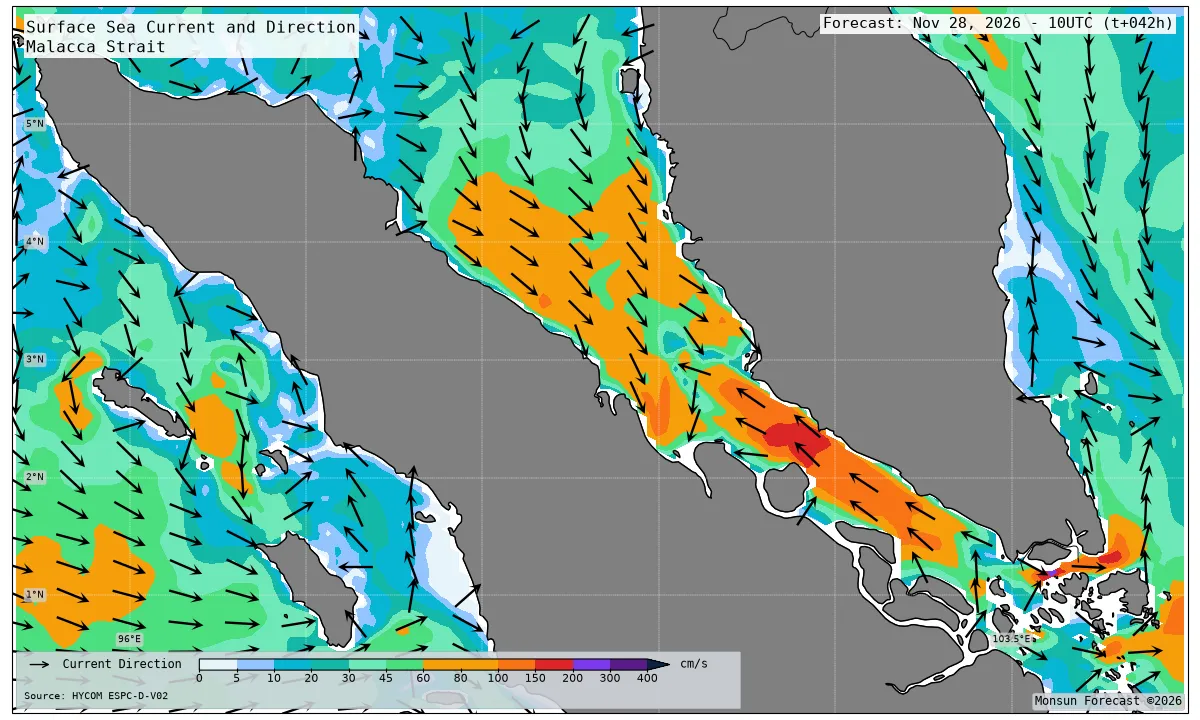 Surface Sea Current and Direction
Malacca Strait
Forecast: Nov 28, 2026 - 10UTC (t+042h)
5°N
4°N
3°N
2°N
1°N
96°E
103.5°E
Current Direction
0 5 10 20 30 45 60 80 100 150 200 300 400
cm/s
Source: HYCOM ESPC-D-V02
Monsun Forecast ©2026